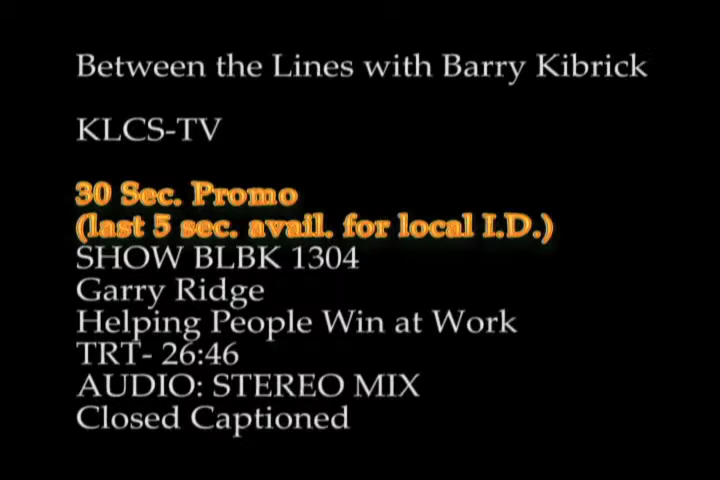 Between the Lines with Barry Kibrick
KLCS-TV
30 Sec. Promo
(last 5 sec. avail. for local I.D.)
SHOW BLBK 1304
Garry Ridge
Helping People Win at Work
TRT- 26:46
AUDIO: STEREO MIX
Closed Captioned